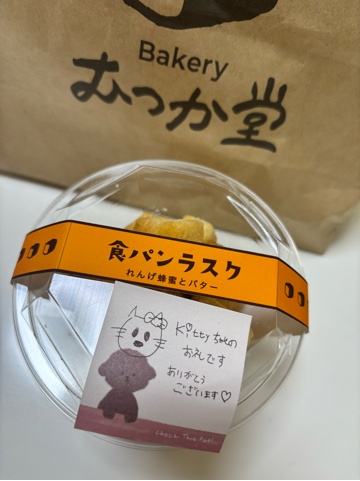 Bakery
むつか堂
食パンラスク
れんげ蜂蜜とバター
Kittyちゃんの
お礼です
ありがとう
ございます♡